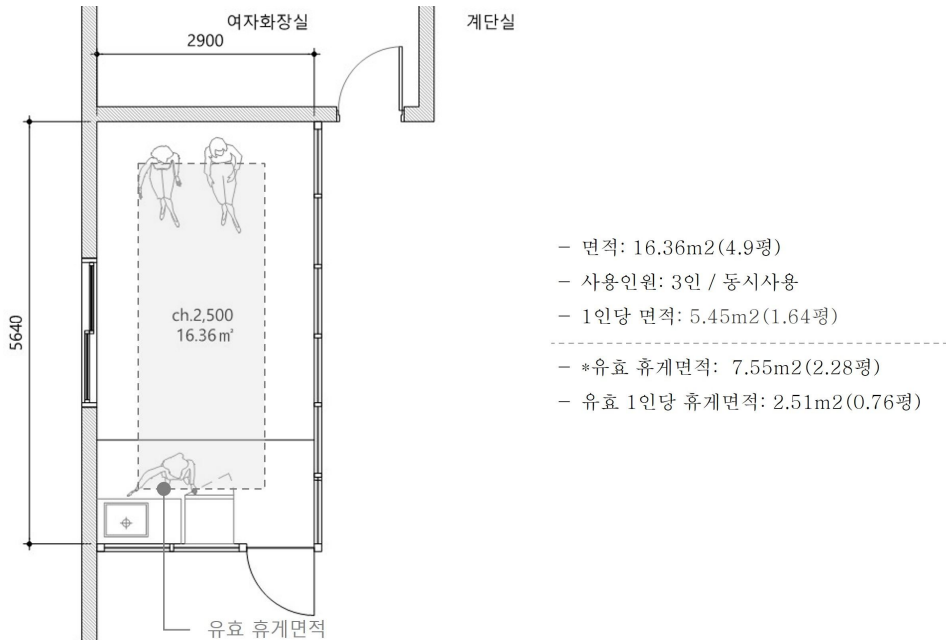 여자화장실
계단실
2900
5640
ch.2,500
16.36㎡
유효 휴게면적
- 면적: 16.36m2(4.9평)
- 사용인원: 3인 / 동시사용
- 1인당 면적: 5.45m2(1.64평)
- *유효 휴게면적: 7.55m2(2.28평)
- 유효 1인당 휴게면적: 2.51m2(0.76평)